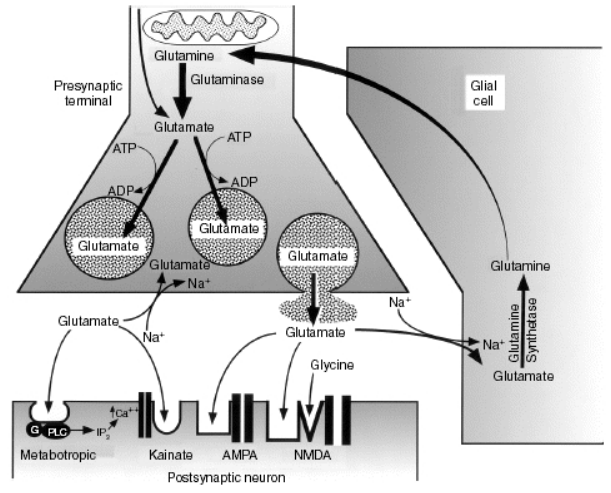 Glutamine
Glutaminase
Presynaptic
terminal
Glial
cell
Glutamate
ATP
ATP
ADP
ADP
Glutamate
Glutamate
Glutamate
Glutamate
Na+
Glutamine
Glutamine
Synthetase
Na+
Na+
Glutamate
Glutamate
Na+
Glutamate
Glycine
Ca++
G
PLC
IP3
Metabotropic
Kainate
AMPA
NMDA
Postsynaptic neuron